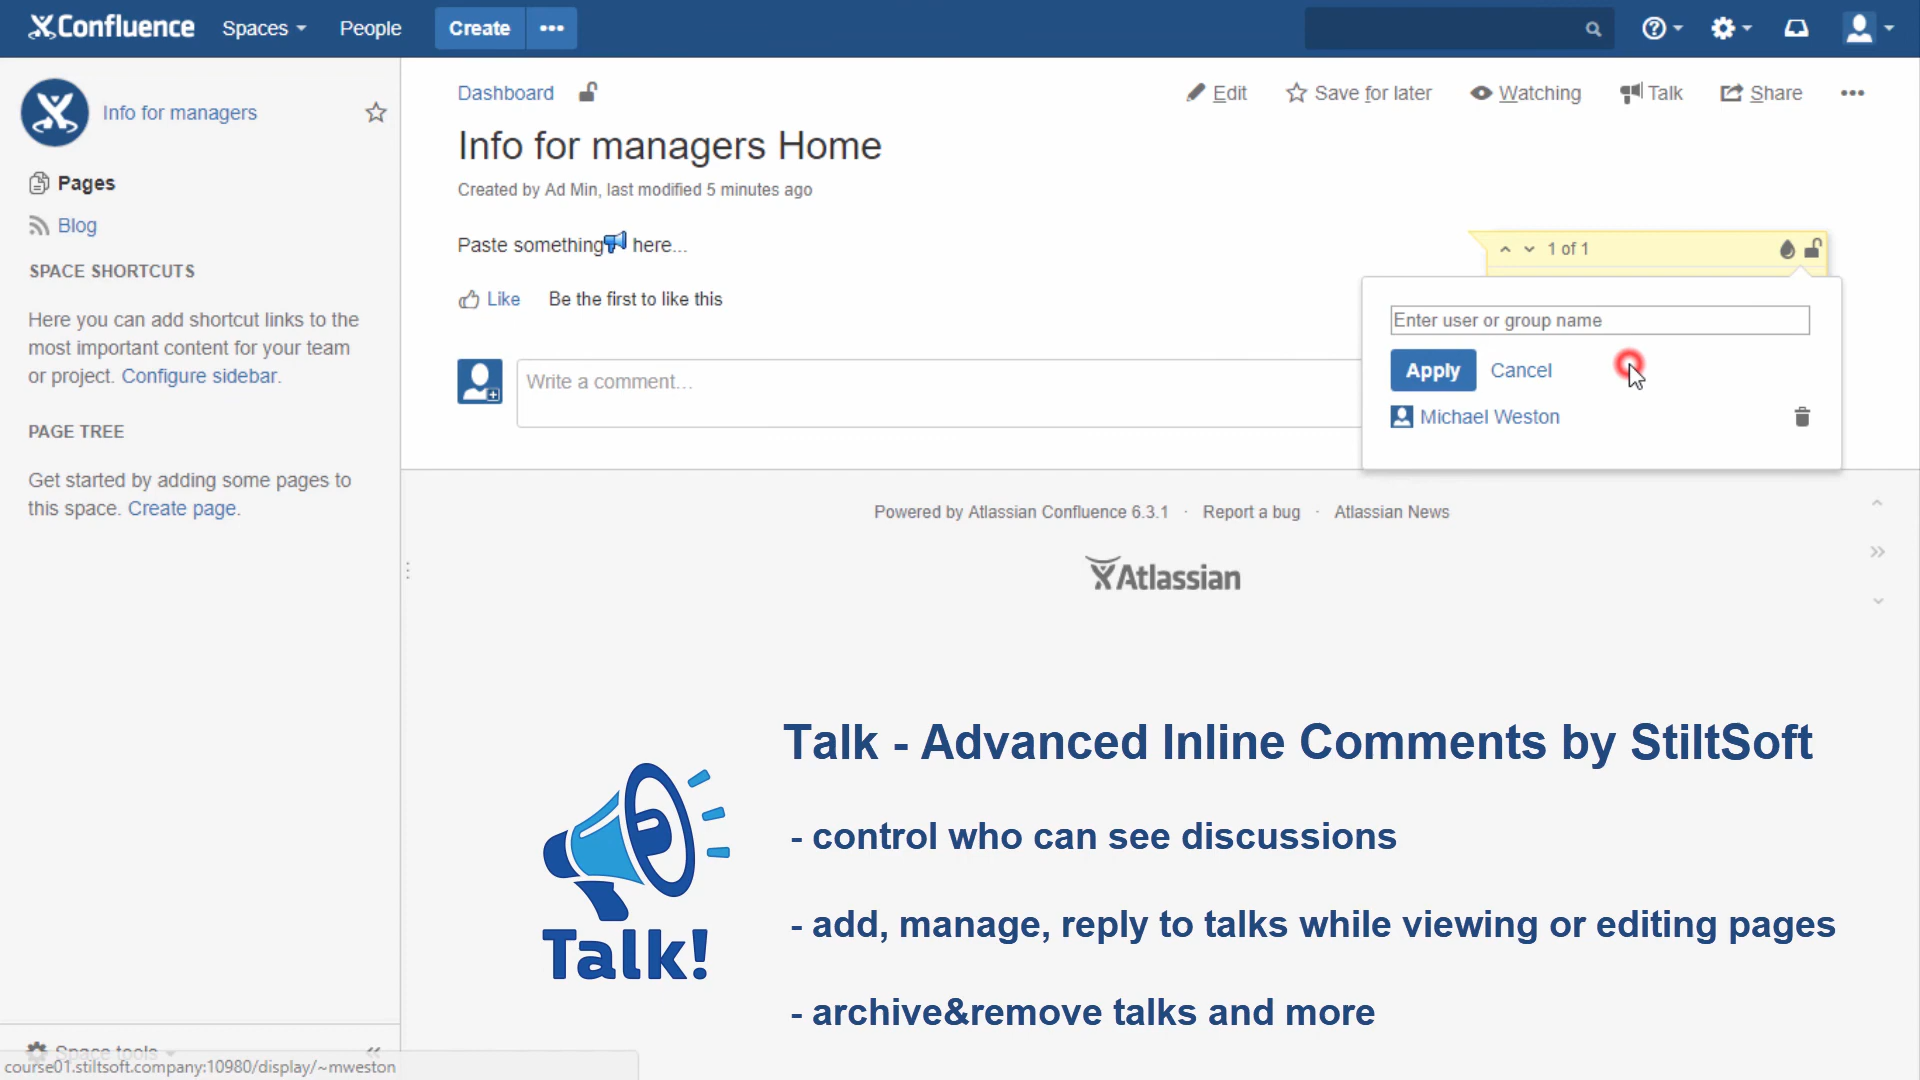 Confluence Spaces People Create •••
Info for managers
Pages
Blog
SPACE SHORTCUTS
Here you can add shortcut links to the
most important content for your team
or project. Configure sidebar.
PAGE TREE
Get started by adding some pages to
this space. Create page.
Space tools
course01.stiltsoft.company:10980/display/~mweston
Dashboard
Edit Save for later Watching Talk Share •••
Info for managers Home
Created by Ad Min, last modified 5 minutes ago
Paste something here...
Like Be the first to like this
Write a comment...
1 of 1
Enter user or group name
Apply Cancel
Michael Weston
Powered by Atlassian Confluence 6.3.1 · Report a bug · Atlassian News
Atlassian
Talk!
Talk - Advanced Inline Comments by StiltSoft
- control who can see discussions
- add, manage, reply to talks while viewing or editing pages
- archive&remove talks and more